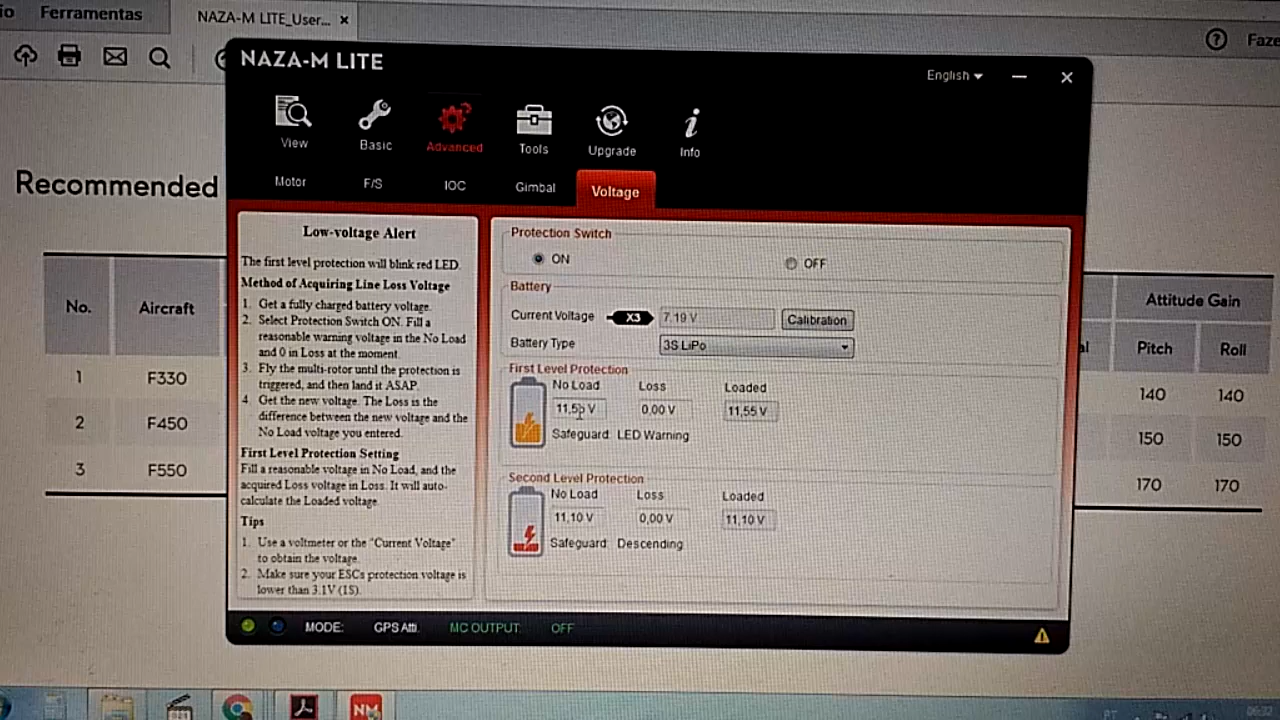 io Ferramentas NAZA-M LITE_User... ×
? Faze
NAZA-M LITE
English
View Basic Advanced Tools Upgrade Info
Motor F/S IOC Gimbal Voltage
Recommended
No. Aircraft
1 F330
2 F450
3 F550
Low-voltage Alert
The first level protection will blink red LED.
Method of Acquiring Line Loss Voltage
1. Get a fully charged battery voltage.
2. Select Protection Switch ON. Fill a
reasonable warning voltage in the No Load
and 0 in Loss at the moment.
3. Fly the multi-rotor until the protection is
triggered, and then land it ASAP.
4. Get the new voltage. The Loss is the
difference between the new voltage and the
No Load voltage you entered.
First Level Protection Setting
Fill a reasonable voltage in No Load, and the
acquired Loss voltage in Loss. It will auto-
calculate the Loaded voltage.
Tips
1. Use a voltmeter or the "Current Voltage"
to obtain the voltage.
2. Make sure your ESCs protection voltage is
lower than 3.1V (1S).
Protection Switch
ON OFF
Battery
Current Voltage X3 7.19 V Calibration
Battery Type 3S LiPo
First Level Protection
No Load Loss Loaded
0,00 V 11,55 V
Safeguard: LED Warning
Second Level Protection
No Load Loss Loaded
11,10 V 0,00 V 11,10 V
Safeguard: Descending
Attitude Gain
al Pitch Roll
140 140
150 150
170 170
MODE: GPS Atti. MC OUTPUT: OFF
NM